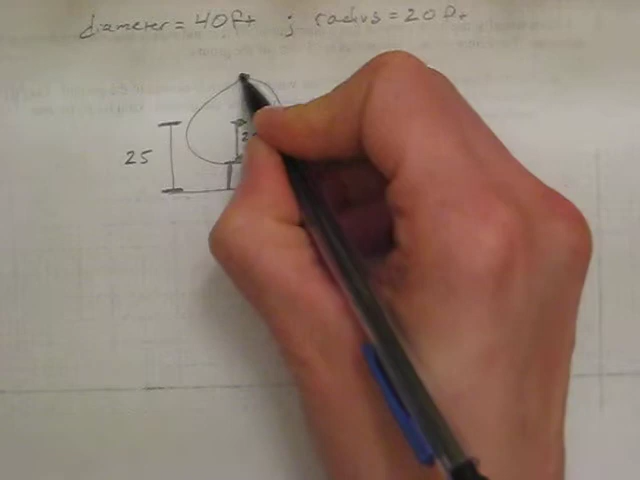 diameter = 40ft ; radius = 20ft
25